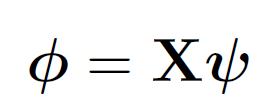 ϕ = Xψ